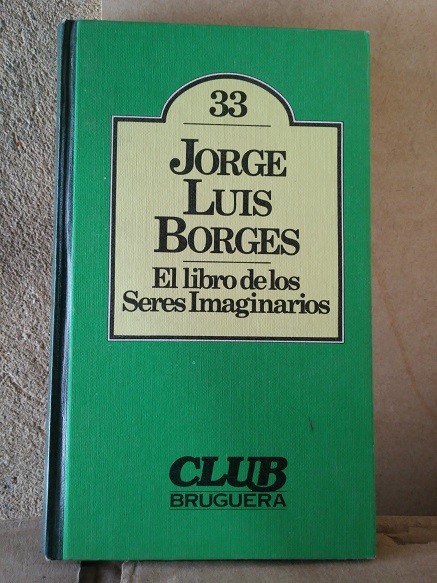 33
JORGE
LUIS
BORGES
El libro de los
Seres Imaginarios
CLUB
BRUGUERA